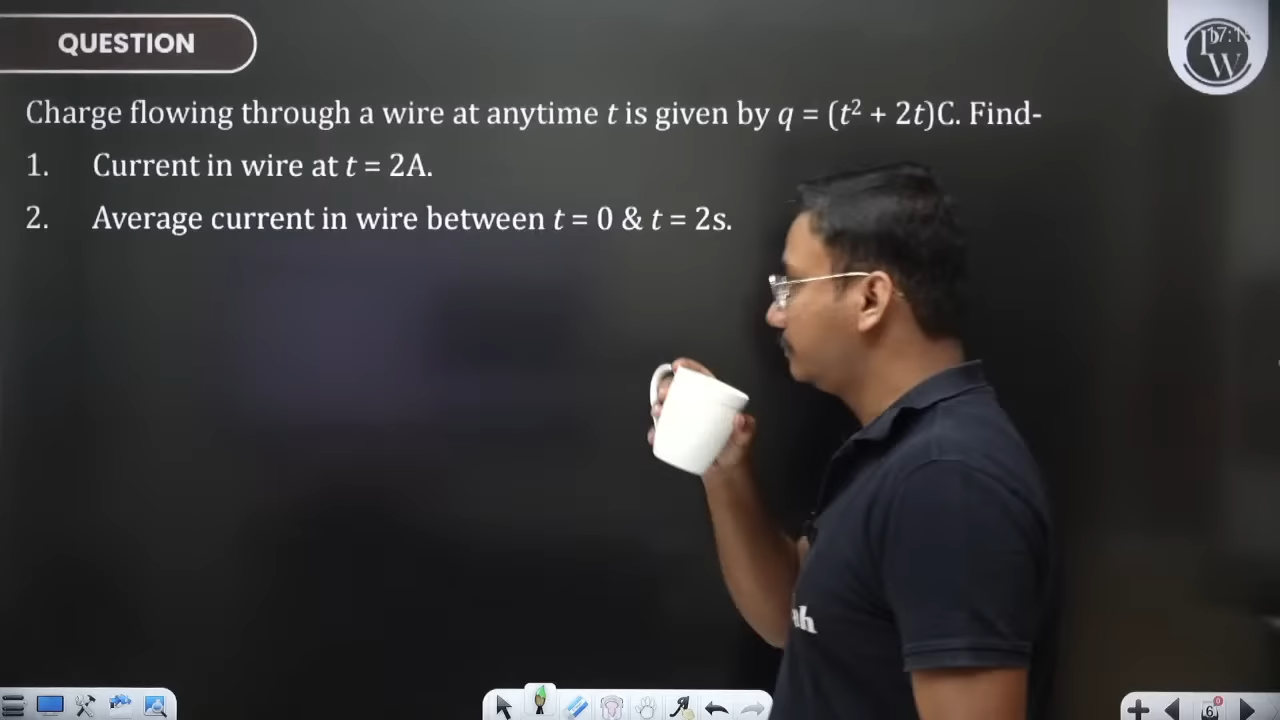 QUESTION
Charge flowing through a wire at anytime t is given by q = (t² + 2t)C. Find-
1. Current in wire at t = 2A.
2. Average current in wire between t = 0 & t = 2s.